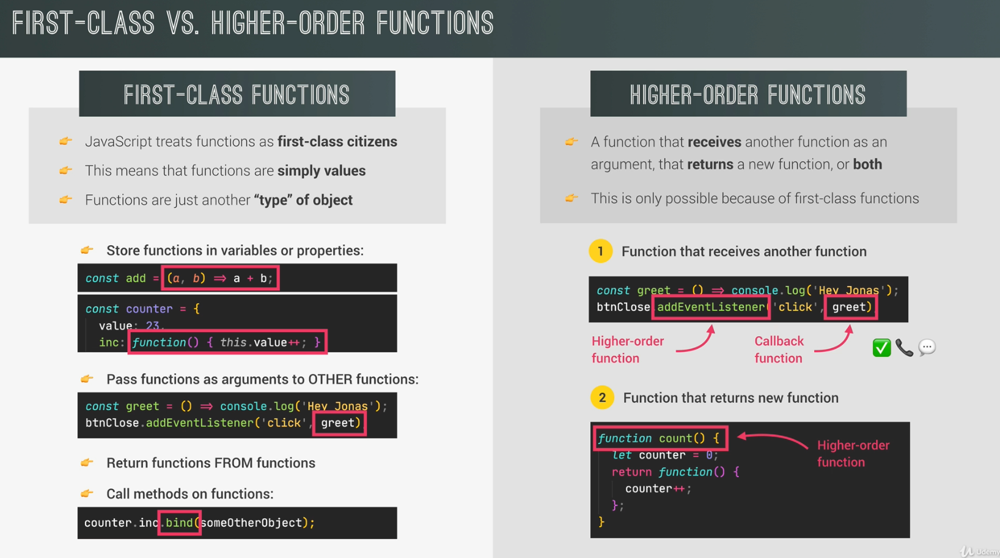 FIRST-CLASS VS. HIGHER-ORDER FUNCTIONS
FIRST-CLASS FUNCTIONS
JavaScript treats functions as first-class citizens
This means that functions are simply values
Functions are just another “type” of object
Store functions in variables or properties:
const add = (a, b) => a + b;
const counter = {
value: 23,
inc: function() { this.value++; }
Pass functions as arguments to OTHER functions:
const greet = () => console.log('Hey Jonas');
btnClose.addEventListener('click', greet)
Return functions FROM functions
Call methods on functions:
counter.inc.bind(someOtherObject);
HIGHER-ORDER FUNCTIONS
A function that receives another function as an
argument, that returns a new function, or both
This is only possible because of first-class functions
1 Function that receives another function
const greet = () => console.log('Hey Jonas');
btnClose.addEventListener('click', greet)
Higher-order
function
Callback
function
2 Function that returns new function
function count() {
let counter = 0;
return function() {
counter++;
};
}
Higher-order
function
Udemy